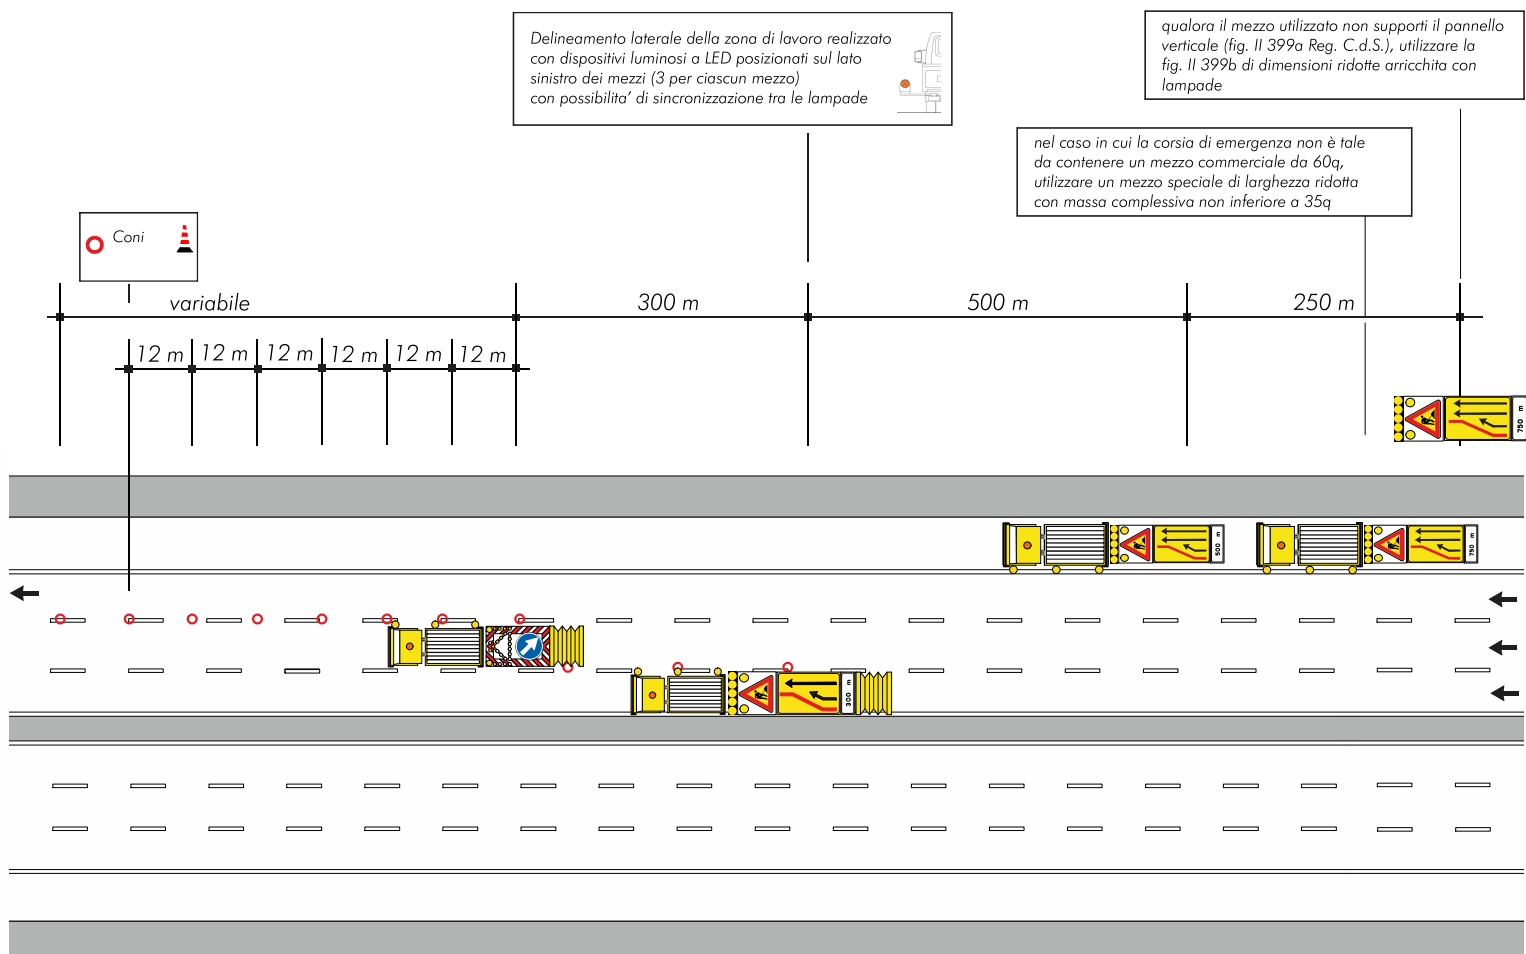 Delineamento laterale della zona di lavoro realizzato
con dispositivi luminosi a LED posizionati sul lato
sinistro dei mezzi (3 per ciascun mezzo)
con possibilita' di sincronizzazione tra le lampade
qualora il mezzo utilizzato non supporti il pannello
verticale (fig. II 399a Reg. C.d.S.), utilizzare la
fig. II 399b di dimensioni ridotte arricchita con
lampade
nel caso in cui la corsia di emergenza non è tale
da contenere un mezzo commerciale da 60q,
utilizzare un mezzo speciale di larghezza ridotta
con massa complessiva non inferiore a 35q
Coni
variabile
300 m
500 m
250 m
12 m
12 m
12 m
12 m
12 m
12 m
750 m
500 m
750 m
300 m